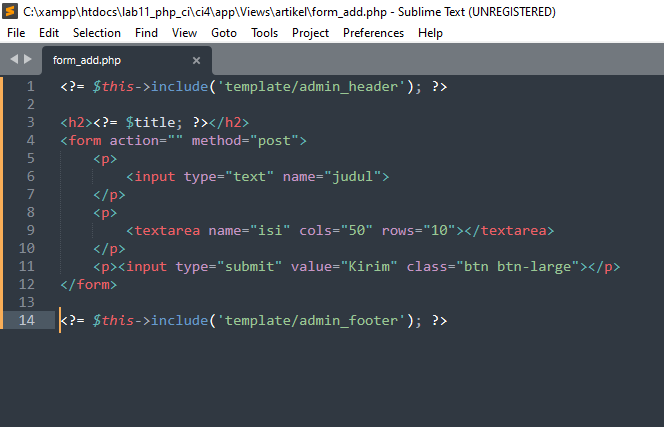 C:\xampp\htdocs\lab11_php_ci\ci4\app\Views\artikel\form_add.php - Sublime Text (UNREGISTERED)
File Edit Selection Find View Goto Tools Project Preferences Help
form_add.php ×
1 <?= $this->include('template/admin_header'); ?>
2
3 <h2><?= $title; ?></h2>
4 <form action="" method="post">
5     <p>
6         <input type="text" name="judul">
7     </p>
8     <p>
9         <textarea name="isi" cols="50" rows="10"></textarea>
10     </p>
11     <p><input type="submit" value="Kirim" class="btn btn-large"></p>
12 </form>
13
14 <?= $this->include('template/admin_footer'); ?>